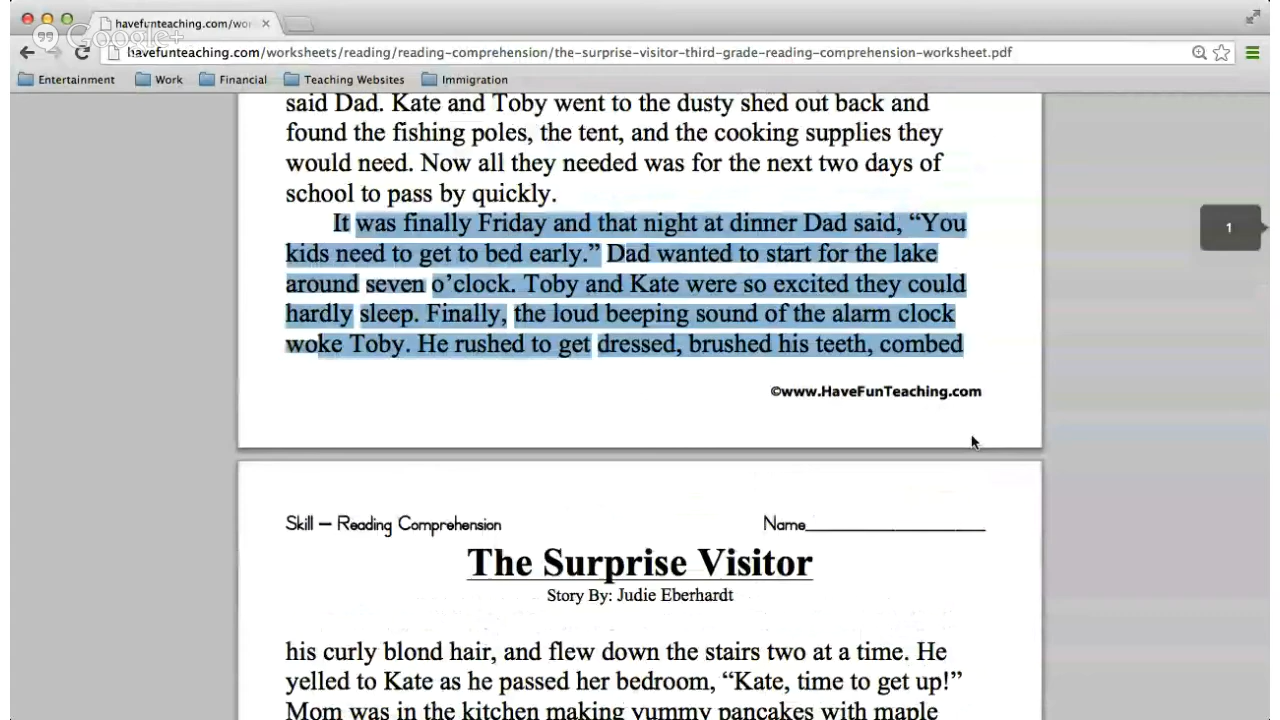 havefunteaching.com/wo
Google+
havefunteaching.com/worksheets/reading/reading-comprehension/the-surprise-visitor-third-grade-reading-comprehension-worksheet.pdf
Entertainment Work Financial Teaching Websites Immigration
said Dad. Kate and Toby went to the dusty shed out back and
found the fishing poles, the tent, and the cooking supplies they
would need. Now all they needed was for the next two days of
school to pass by quickly.
It was finally Friday and that night at dinner Dad said, “You
kids need to get to bed early.” Dad wanted to start for the lake
around seven o’clock. Toby and Kate were so excited they could
hardly sleep. Finally, the loud beeping sound of the alarm clock
woke Toby. He rushed to get dressed, brushed his teeth, combed
1
©www.HaveFunTeaching.com
Skill – Reading Comprehension Name____________________
The Surprise Visitor
Story By: Judie Eberhardt
his curly blond hair, and flew down the stairs two at a time. He
yelled to Kate as he passed her bedroom, “Kate, time to get up!”
Mom was in the kitchen making yummy pancakes with maple